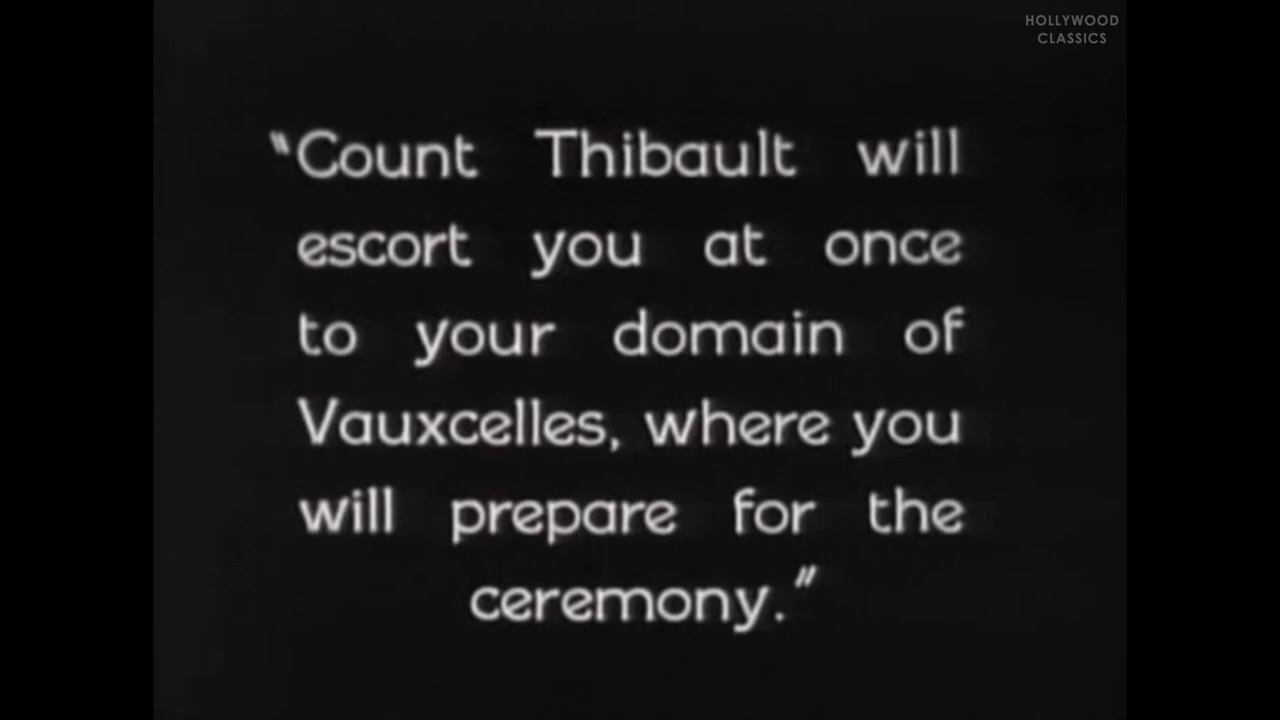 HOLLYWOOD
CLASSICS
"Count Thibault will
escort you at once
to your domain of
Vauxcelles, where you
will prepare for the
ceremony."